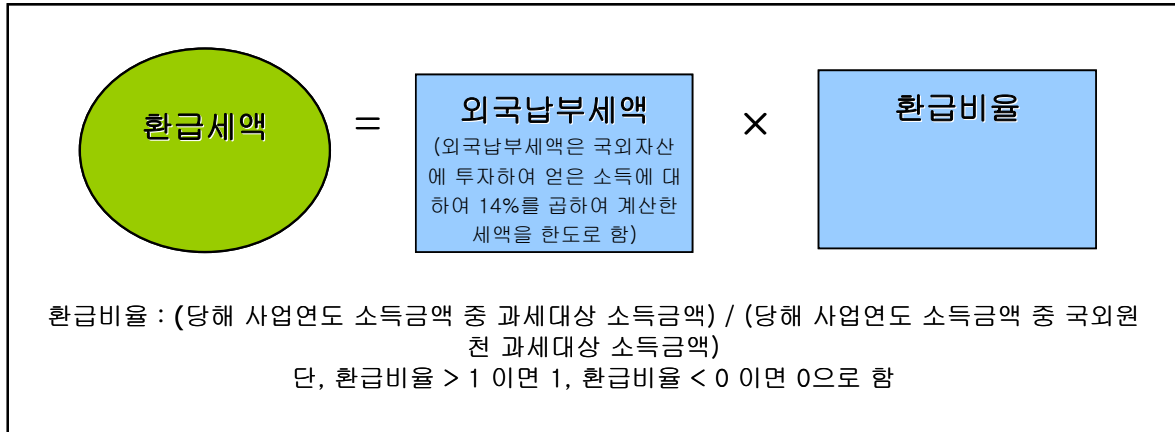 환급세액
=
외국납부세액
(외국납부세액은 국외자산
에 투자하여 얻은 소득에 대
하여 14%를 곱하여 계산한
세액을 한도로 함)
×
환급비율
환급비율 : (당해 사업연도 소득금액 중 과세대상 소득금액) / (당해 사업연도 소득금액 중 국외원
천 과세대상 소득금액)
단, 환급비율 > 1 이면 1, 환급비율 < 0 이면 0으로 함